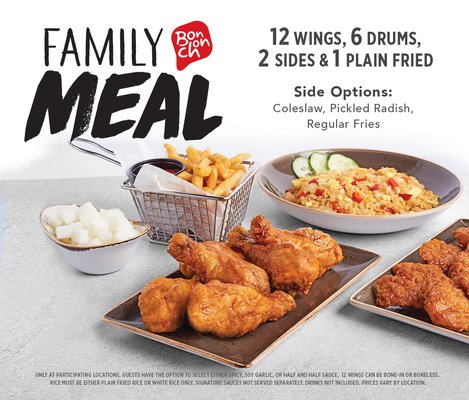 FAMILY
MEAL
Bon
Chon
12 WINGS, 6 DRUMS,
2 SIDES & 1 PLAIN FRIED
Side Options:
Coleslaw, Pickled Radish,
Regular Fries
ONLY AT PARTICIPATING LOCATIONS. GUESTS HAVE THE OPTION TO SELECT EITHER SPICY, SOY GARLIC, OR HALF AND HALF SAUCE. 12 WINGS CAN BE BONE-IN OR BONELESS.
RICE MUST BE EITHER PLAIN FRIED RICE OR WHITE RICE ONLY. SIGNATURE SAUCES NOT SERVED SEPARATELY. DRINKS NOT INCLUDED. PRICES VARY BY LOCATION.